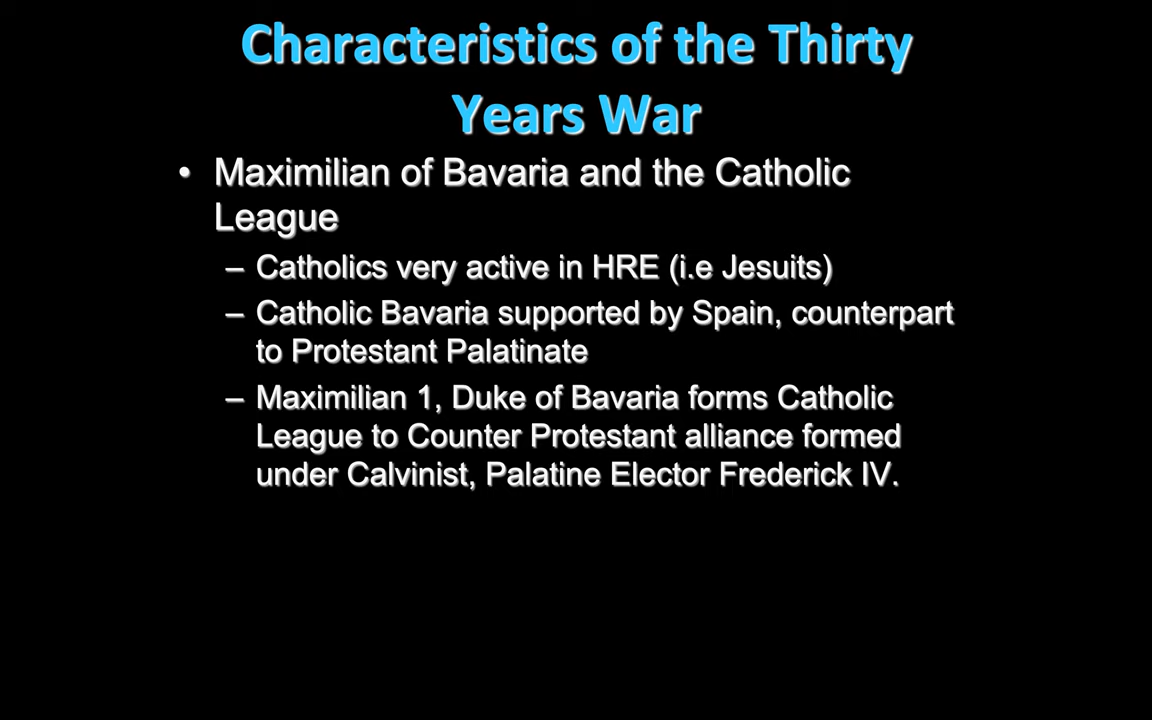 Characteristics of the Thirty
Years War
• Maximilian of Bavaria and the Catholic
League
– Catholics very active in HRE (i.e Jesuits)
– Catholic Bavaria supported by Spain, counterpart
to Protestant Palatinate
– Maximilian 1, Duke of Bavaria forms Catholic
League to Counter Protestant alliance formed
under Calvinist, Palatine Elector Frederick IV.